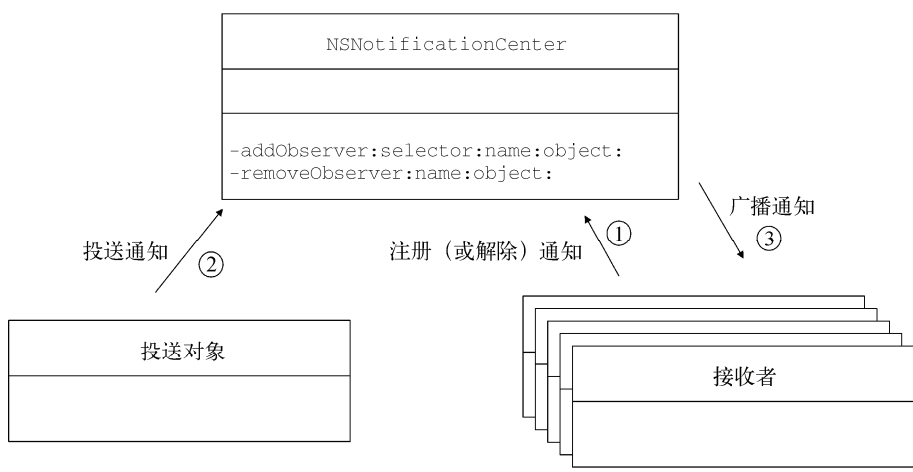 NSNotificationCenter
-addObserver:selector:name:object:
-removeObserver:name:object:
投送通知
②
注册（或解除）通知
①
广播通知
③
投送对象
接收者